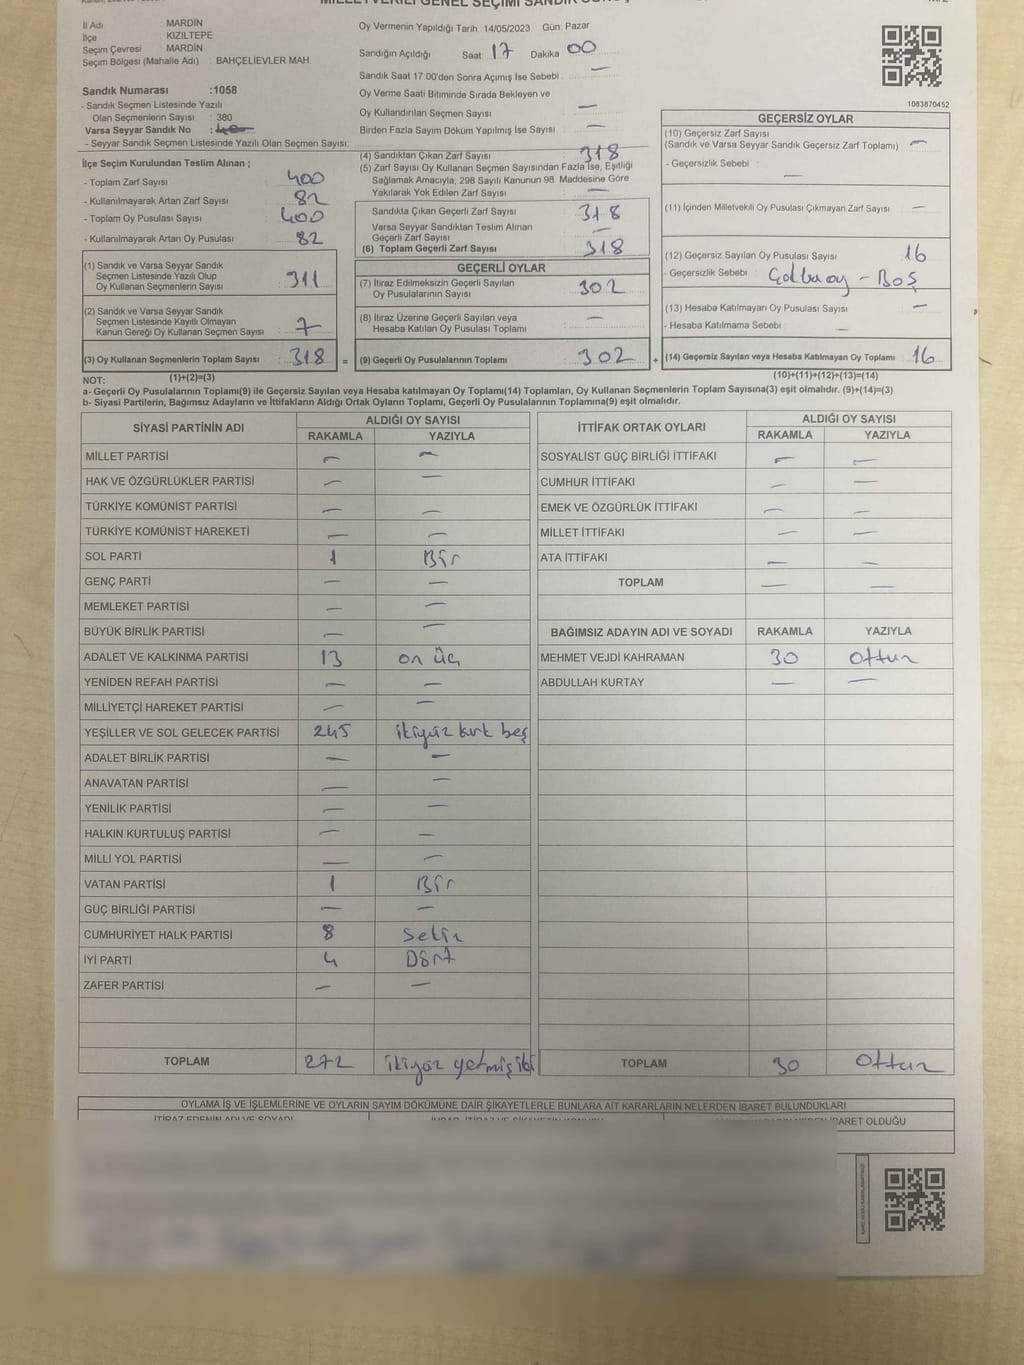 İl Adı : MARDİN
İlçe : KIZILTEPE
Seçim Çevresi : MARDİN
Seçim Bölgesi (Mahalle Adı) : BAHÇELİEVLER MAH.
Sandık Numarası :1058
- Sandık Seçmen Listesinde Yazılı
Olan Seçmenlerin Sayısı : 380
Varsa Seyyar Sandık No :
- Seyyar Sandık Seçmen Listesinde Yazılı Olan Seçmen Sayısı:
İlçe Seçim Kurulundan Teslim Alınan ;
- Toplam Zarf Sayısı 400
- Kullanılmayarak Artan Zarf Sayısı 82
- Toplam Oy Pusulası Sayısı 400
- Kullanılmayarak Artan Oy Pusulası 82
(1) Sandık ve Varsa Seyyar Sandık
Seçmen Listesinde Yazılı Olup
Oy Kullanan Seçmenlerin Sayısı 311
(2) Sandık ve Varsa Seyyar Sandık
Seçmen Listesinde Kayıtlı Olmayan
Kanun Gereği Oy Kullanan Seçmen Sayısı 7
(3) Oy Kullanan Seçmenlerin Toplam Sayısı 318 =
Oy Vermenin Yapıldığı Tarih : 14/05/2023 Gün: Pazar
Sandığın Açıldığı Saat: 17 Dakika 00
Sandık Saat 17:00'den Sonra Açımış İse Sebebi : —
Oy Verme Saati Bitiminde Sırada Bekleyen ve
Oy Kullandırılan Seçmen Sayısı —
Birden Fazla Sayım Döküm Yapılmış İse Sayısı —
(4) Sandıktan Çıkan Zarf Sayısı 318
(5) Zarf Sayısı Oy Kullanan Seçmen Sayısından Fazla İse, Eşitliği
Sağlamak Amacıyla, 298 Sayılı Kanunun 98. Maddesine Göre
Yakılarak Yok Edilen Zarf Sayısı —
Sandıkta Çıkan Geçerli Zarf Sayısı 318
Varsa Seyyar Sandıktan Teslim Alınan
Geçerli Zarf Sayısı —
(6) Toplam Geçerli Zarf Sayısı 318
GEÇERLİ OYLAR
(7) İtiraz Edilmeksizin Geçerli Sayılan
Oy Pusulalarının Sayısı 302
(8) İtiraz Üzerine Geçerli Sayılan veya
Hesaba Katılan Oy Pusulası Toplamı —
(9) Geçerli Oy Pusulalarının Toplamı 302 +
1083870452
GEÇERSİZ OYLAR
(10) Geçersiz Zarf Sayısı
(Sandık ve Varsa Seyyar Sandık Geçersiz Zarf Toplamı) —
- Geçersizlik Sebebi : —
(11) İçinden Milletvekili Oy Pusulası Çıkmayan Zarf Sayısı —
(12) Geçersiz Sayılan Oy Pusulası Sayısı 16
- Geçersizlik Sebebi - Boş
(13) Hesaba Katılmayan Oy Pusulası Sayısı —
- Hesaba Katılmama Sebebi —
(14) Geçersiz Sayılan veya Hesaba Katılmayan Oy Toplamı 16
NOT: (1)+(2)=(3) (10)+(11)+(12)+(13)=(14)
a- Geçerli Oy Pusulalarının Toplamı(9) ile Geçersiz Sayılan veya Hesaba katılmayan Oy Toplamı(14) Toplamları, Oy Kullanan Seçmenlerin Toplam Sayısına(3) eşit olmalıdır. (9)+(14)=(3)
b- Siyasi Partilerin, Bağımsız Adayların ve İttifakların Aldığı Ortak Oyların Toplamı, Geçerli Oy Pusulalarının Toplamına(9) eşit olmalıdır.
SİYASİ PARTİNİN ADI ALDIĞI OY SAYISI
RAKAMLA YAZIYLA
MİLLET PARTİSİ — —
HAK VE ÖZGÜRLÜKLER PARTİSİ — —
TÜRKİYE KOMÜNİST PARTİSİ — —
TÜRKİYE KOMÜNİST HAREKETİ — —
SOL PARTİ 1 Bir
GENÇ PARTİ — —
MEMLEKET PARTİSİ — —
BÜYÜK BİRLİK PARTİSİ — —
ADALET VE KALKINMA PARTİSİ 13 on üç
YENİDEN REFAH PARTİSİ — —
MİLLİYETÇİ HAREKET PARTİSİ — —
YEŞİLLER VE SOL GELECEK PARTİSİ 245 ikiyüz kırk beş
ADALET BİRLİK PARTİSİ — —
ANAVATAN PARTİSİ — —
YENİLİK PARTİSİ — —
HALKIN KURTULUŞ PARTİSİ — —
MİLLİ YOL PARTİSİ — —
VATAN PARTİSİ 1 Bir
GÜÇ BİRLİĞİ PARTİSİ — —
CUMHURİYET HALK PARTİSİ 8 Sekiz
İYİ PARTİ 4 Dört
ZAFER PARTİSİ — —
TOPLAM 272 ikiyüz yetmiş iki
İTTİFAK ORTAK OYLARI ALDIĞI OY SAYISI
RAKAMLA YAZIYLA
SOSYALİST GÜÇ BİRLİĞİ İTTİFAKI — —
CUMHUR İTTİFAKI — —
EMEK VE ÖZGÜRLÜK İTTİFAKI — —
MİLLET İTTİFAKI — —
ATA İTTİFAKI — —
TOPLAM — —
BAĞIMSIZ ADAYIN ADI VE SOYADI RAKAMLA YAZIYLA
MEHMET VEJDİ KAHRAMAN 30 Ottuz
ABDULLAH KURTAY — —
TOPLAM 30 Ottuz
OYLAMA İŞ VE İŞLEMLERİNE VE OYLARIN SAYIM DÖKÜMÜNE DAİR ŞİKAYETLERLE BUNLARA AİT KARARLARIN NELERDEN İBARET BULUNDUKLARI
İTİRAZ EDENİN ADI VE SOYADI
İBARET OLDUĞU